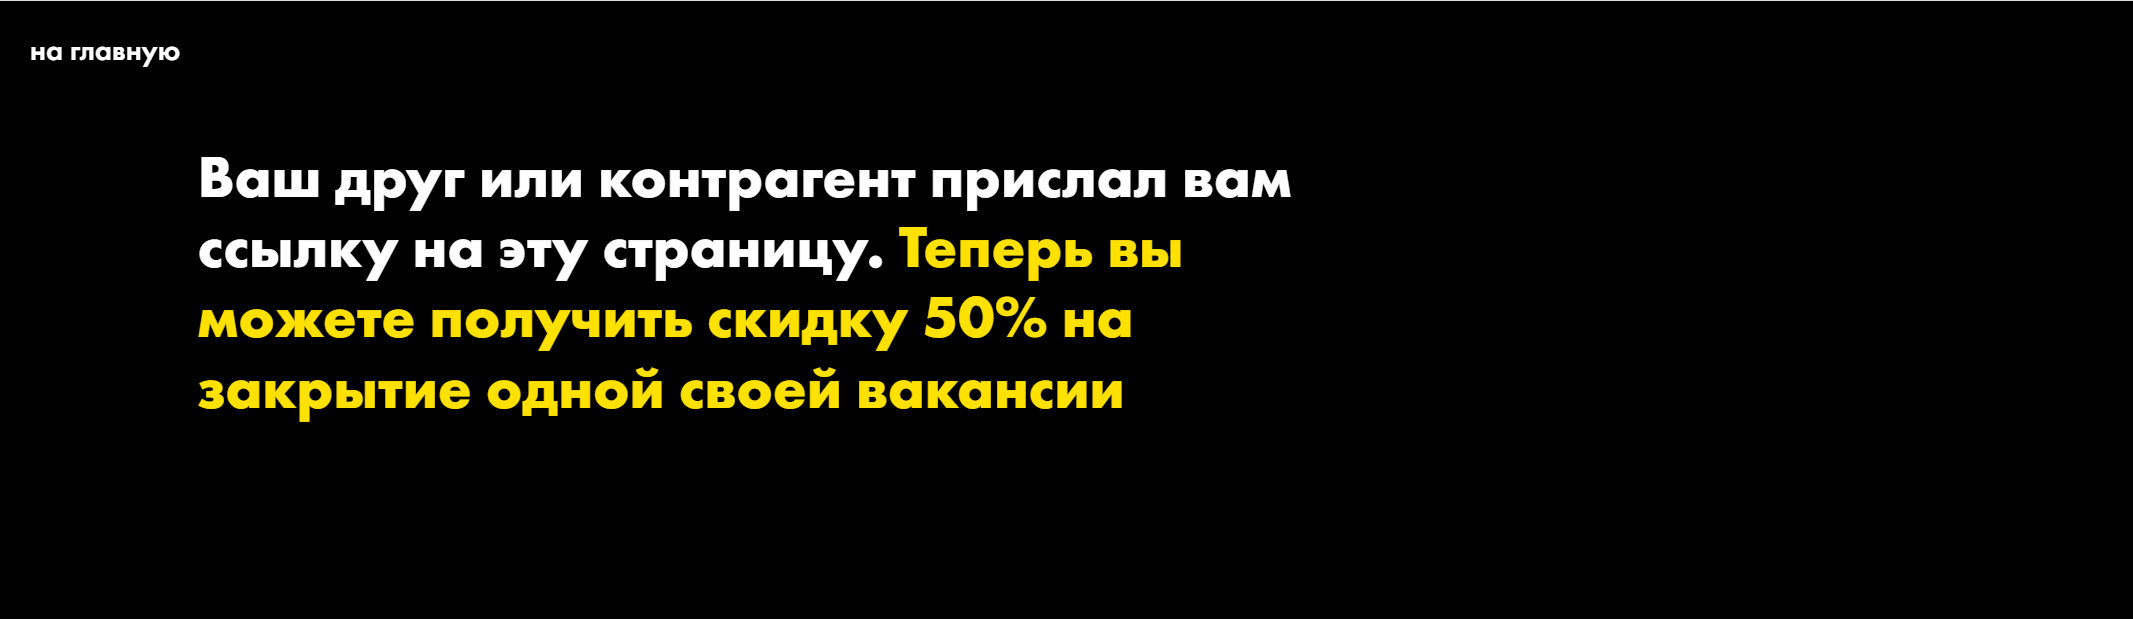 на главную
Ваш друг или контрагент прислал вам
ссылку на эту страницу. Теперь вы
можете получить скидку 50% на
закрытие одной своей вакансии